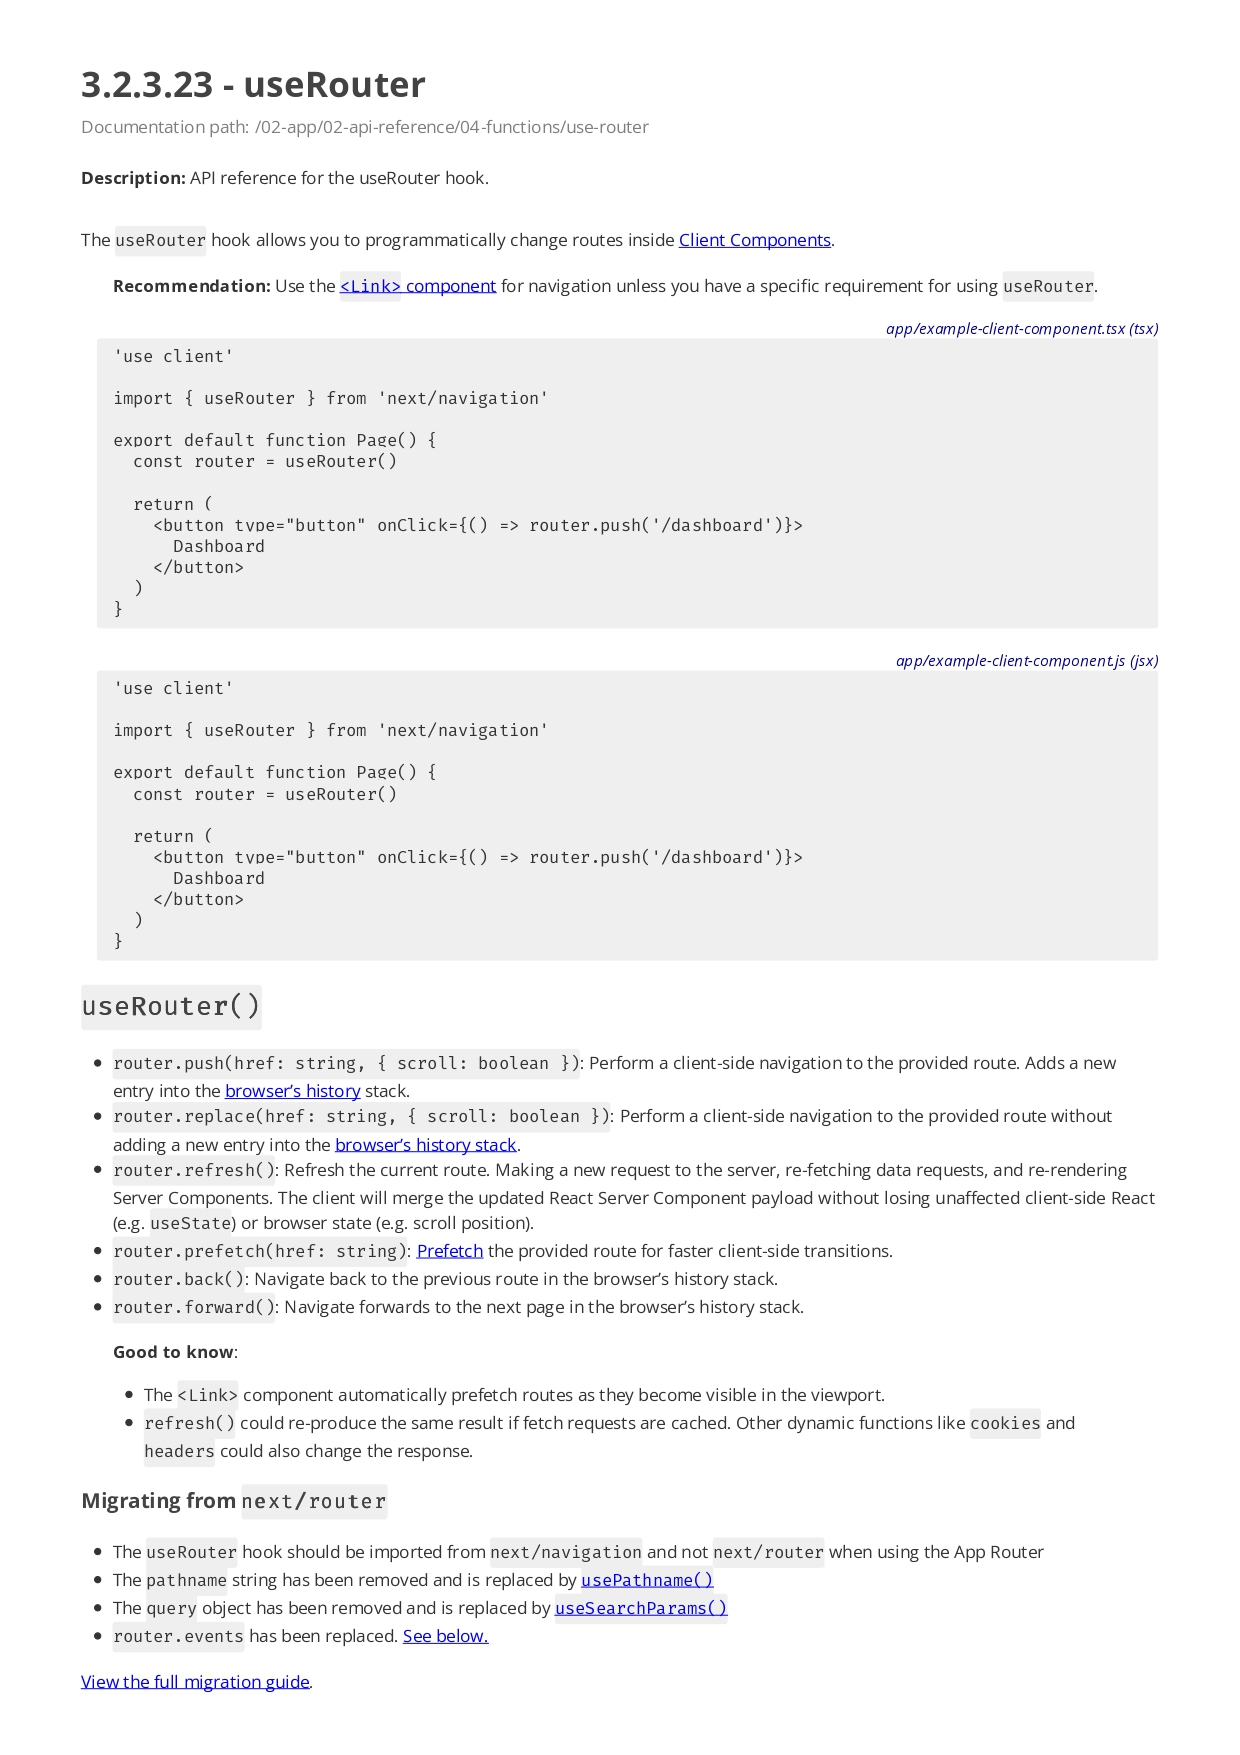 3.2.3.23 - useRouter
Documentation path: /02-app/02-api-reference/04-functions/use-router
Description: API reference for the useRouter hook.
The useRouter hook allows you to programmatically change routes inside Client Components.
Recommendation: Use the <Link> component for navigation unless you have a specific requirement for using useRouter.
app/example-client-component.tsx (tsx)
'use client'
import { useRouter } from 'next/navigation'
export default function Page() {
  const router = useRouter()
  return (
    <button type="button" onClick={() => router.push('/dashboard')}>
      Dashboard
    </button>
  )
}
app/example-client-component.js (jsx)
'use client'
import { useRouter } from 'next/navigation'
export default function Page() {
  const router = useRouter()
  return (
    <button type="button" onClick={() => router.push('/dashboard')}>
      Dashboard
    </button>
  )
}
useRouter()
• router.push(href: string, { scroll: boolean }): Perform a client-side navigation to the provided route. Adds a new
entry into the browser’s history stack.
• router.replace(href: string, { scroll: boolean }): Perform a client-side navigation to the provided route without
adding a new entry into the browser’s history stack.
• router.refresh(): Refresh the current route. Making a new request to the server, re-fetching data requests, and re-rendering
Server Components. The client will merge the updated React Server Component payload without losing unaffected client-side React
(e.g. useState) or browser state (e.g. scroll position).
• router.prefetch(href: string): Prefetch the provided route for faster client-side transitions.
• router.back(): Navigate back to the previous route in the browser’s history stack.
• router.forward(): Navigate forwards to the next page in the browser’s history stack.
Good to know:
• The <Link> component automatically prefetch routes as they become visible in the viewport.
• refresh() could re-produce the same result if fetch requests are cached. Other dynamic functions like cookies and
headers could also change the response.
Migrating from next/router
• The useRouter hook should be imported from next/navigation and not next/router when using the App Router
• The pathname string has been removed and is replaced by usePathname()
• The query object has been removed and is replaced by useSearchParams()
• router.events has been replaced. See below.
View the full migration guide.